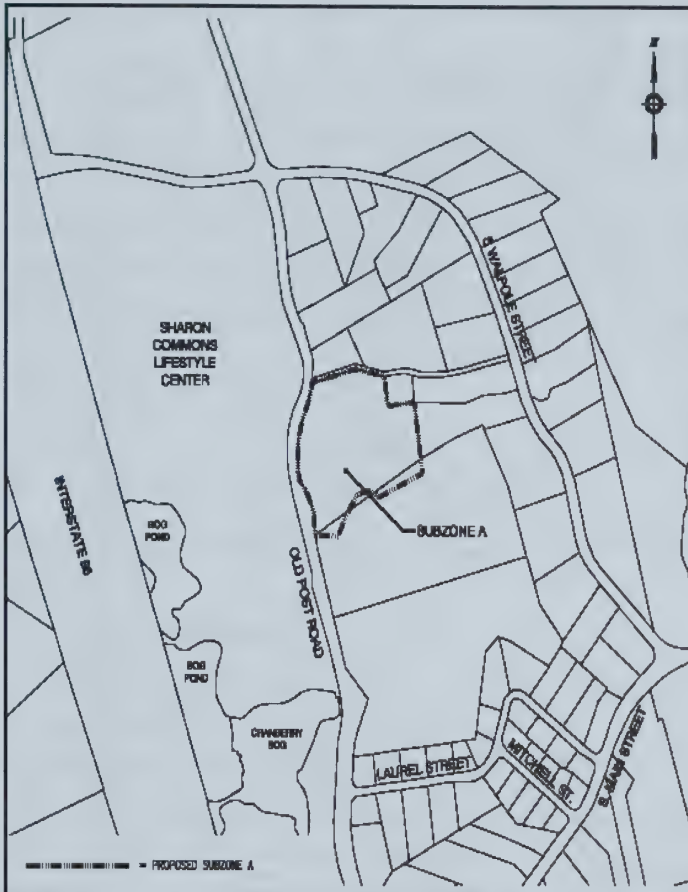 N
S WALPOLE STREET
SHARON
COMMONS
LIFESTYLE
CENTER
INTERSTATE 95
BOG
POND
SUBZONE A
OLD POST ROAD
BOG
POND
CRANBERRY
BOG
LAUREL STREET
MITCHELL ST.
S. MAIN STREET
= PROPOSED SUBZONE A